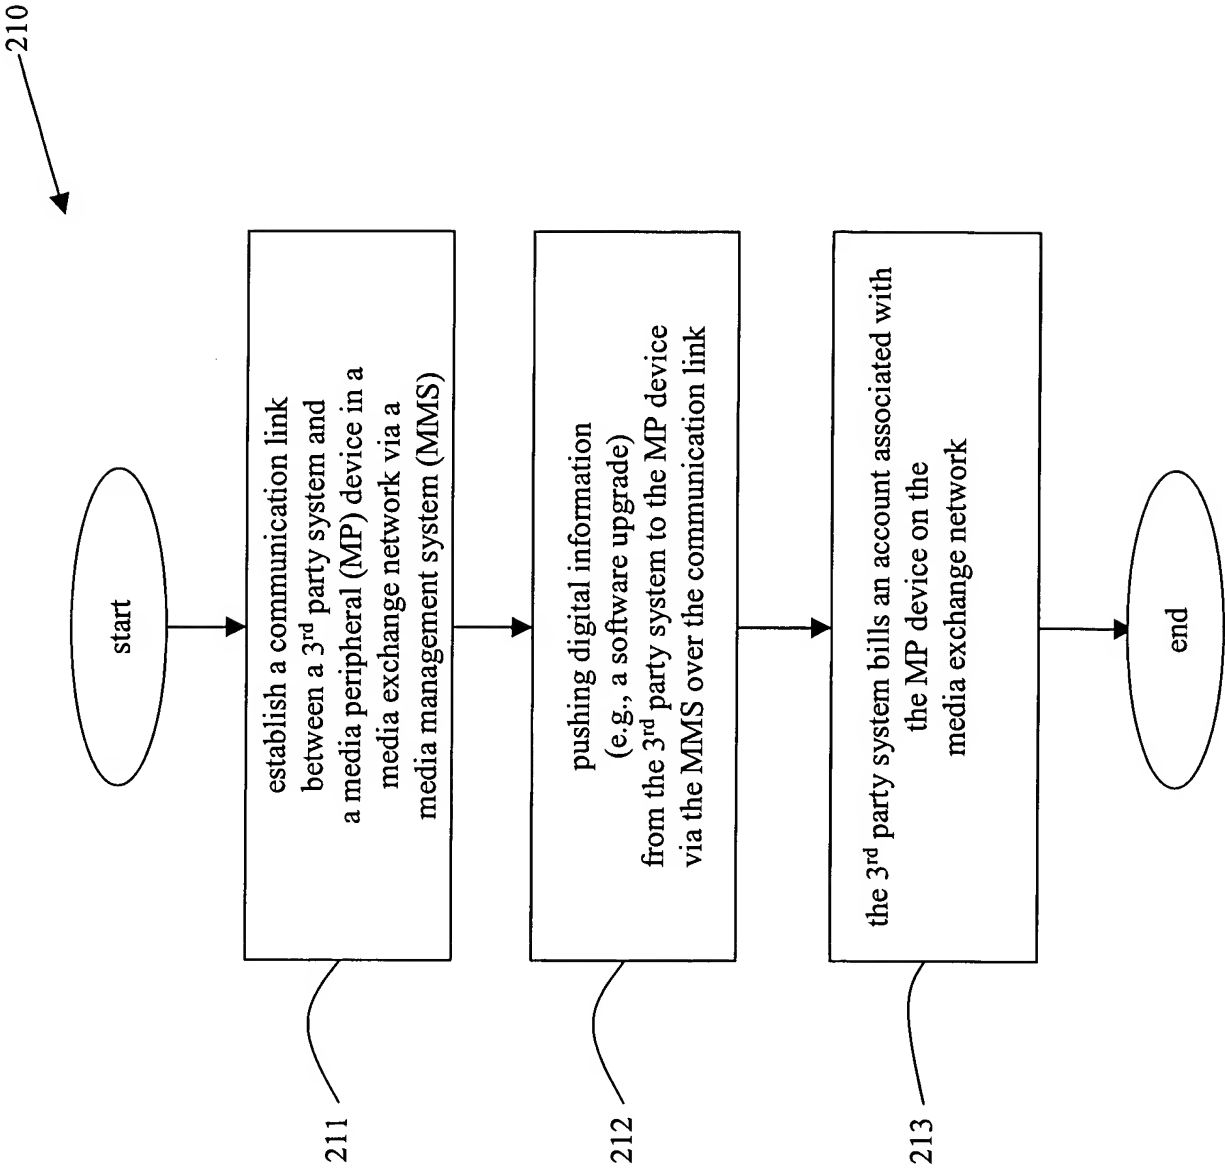 210
start
establish a communication link
between a 3rd party system and
a media peripheral (MP) device in a
media exchange network via a
media management system (MMS)
211
pushing digital information
(e.g., a software upgrade)
from the 3rd party system to the MP device
via the MMS over the communication link
212
the 3rd party system bills an account associated with
the MP device on the
media exchange network
213
end